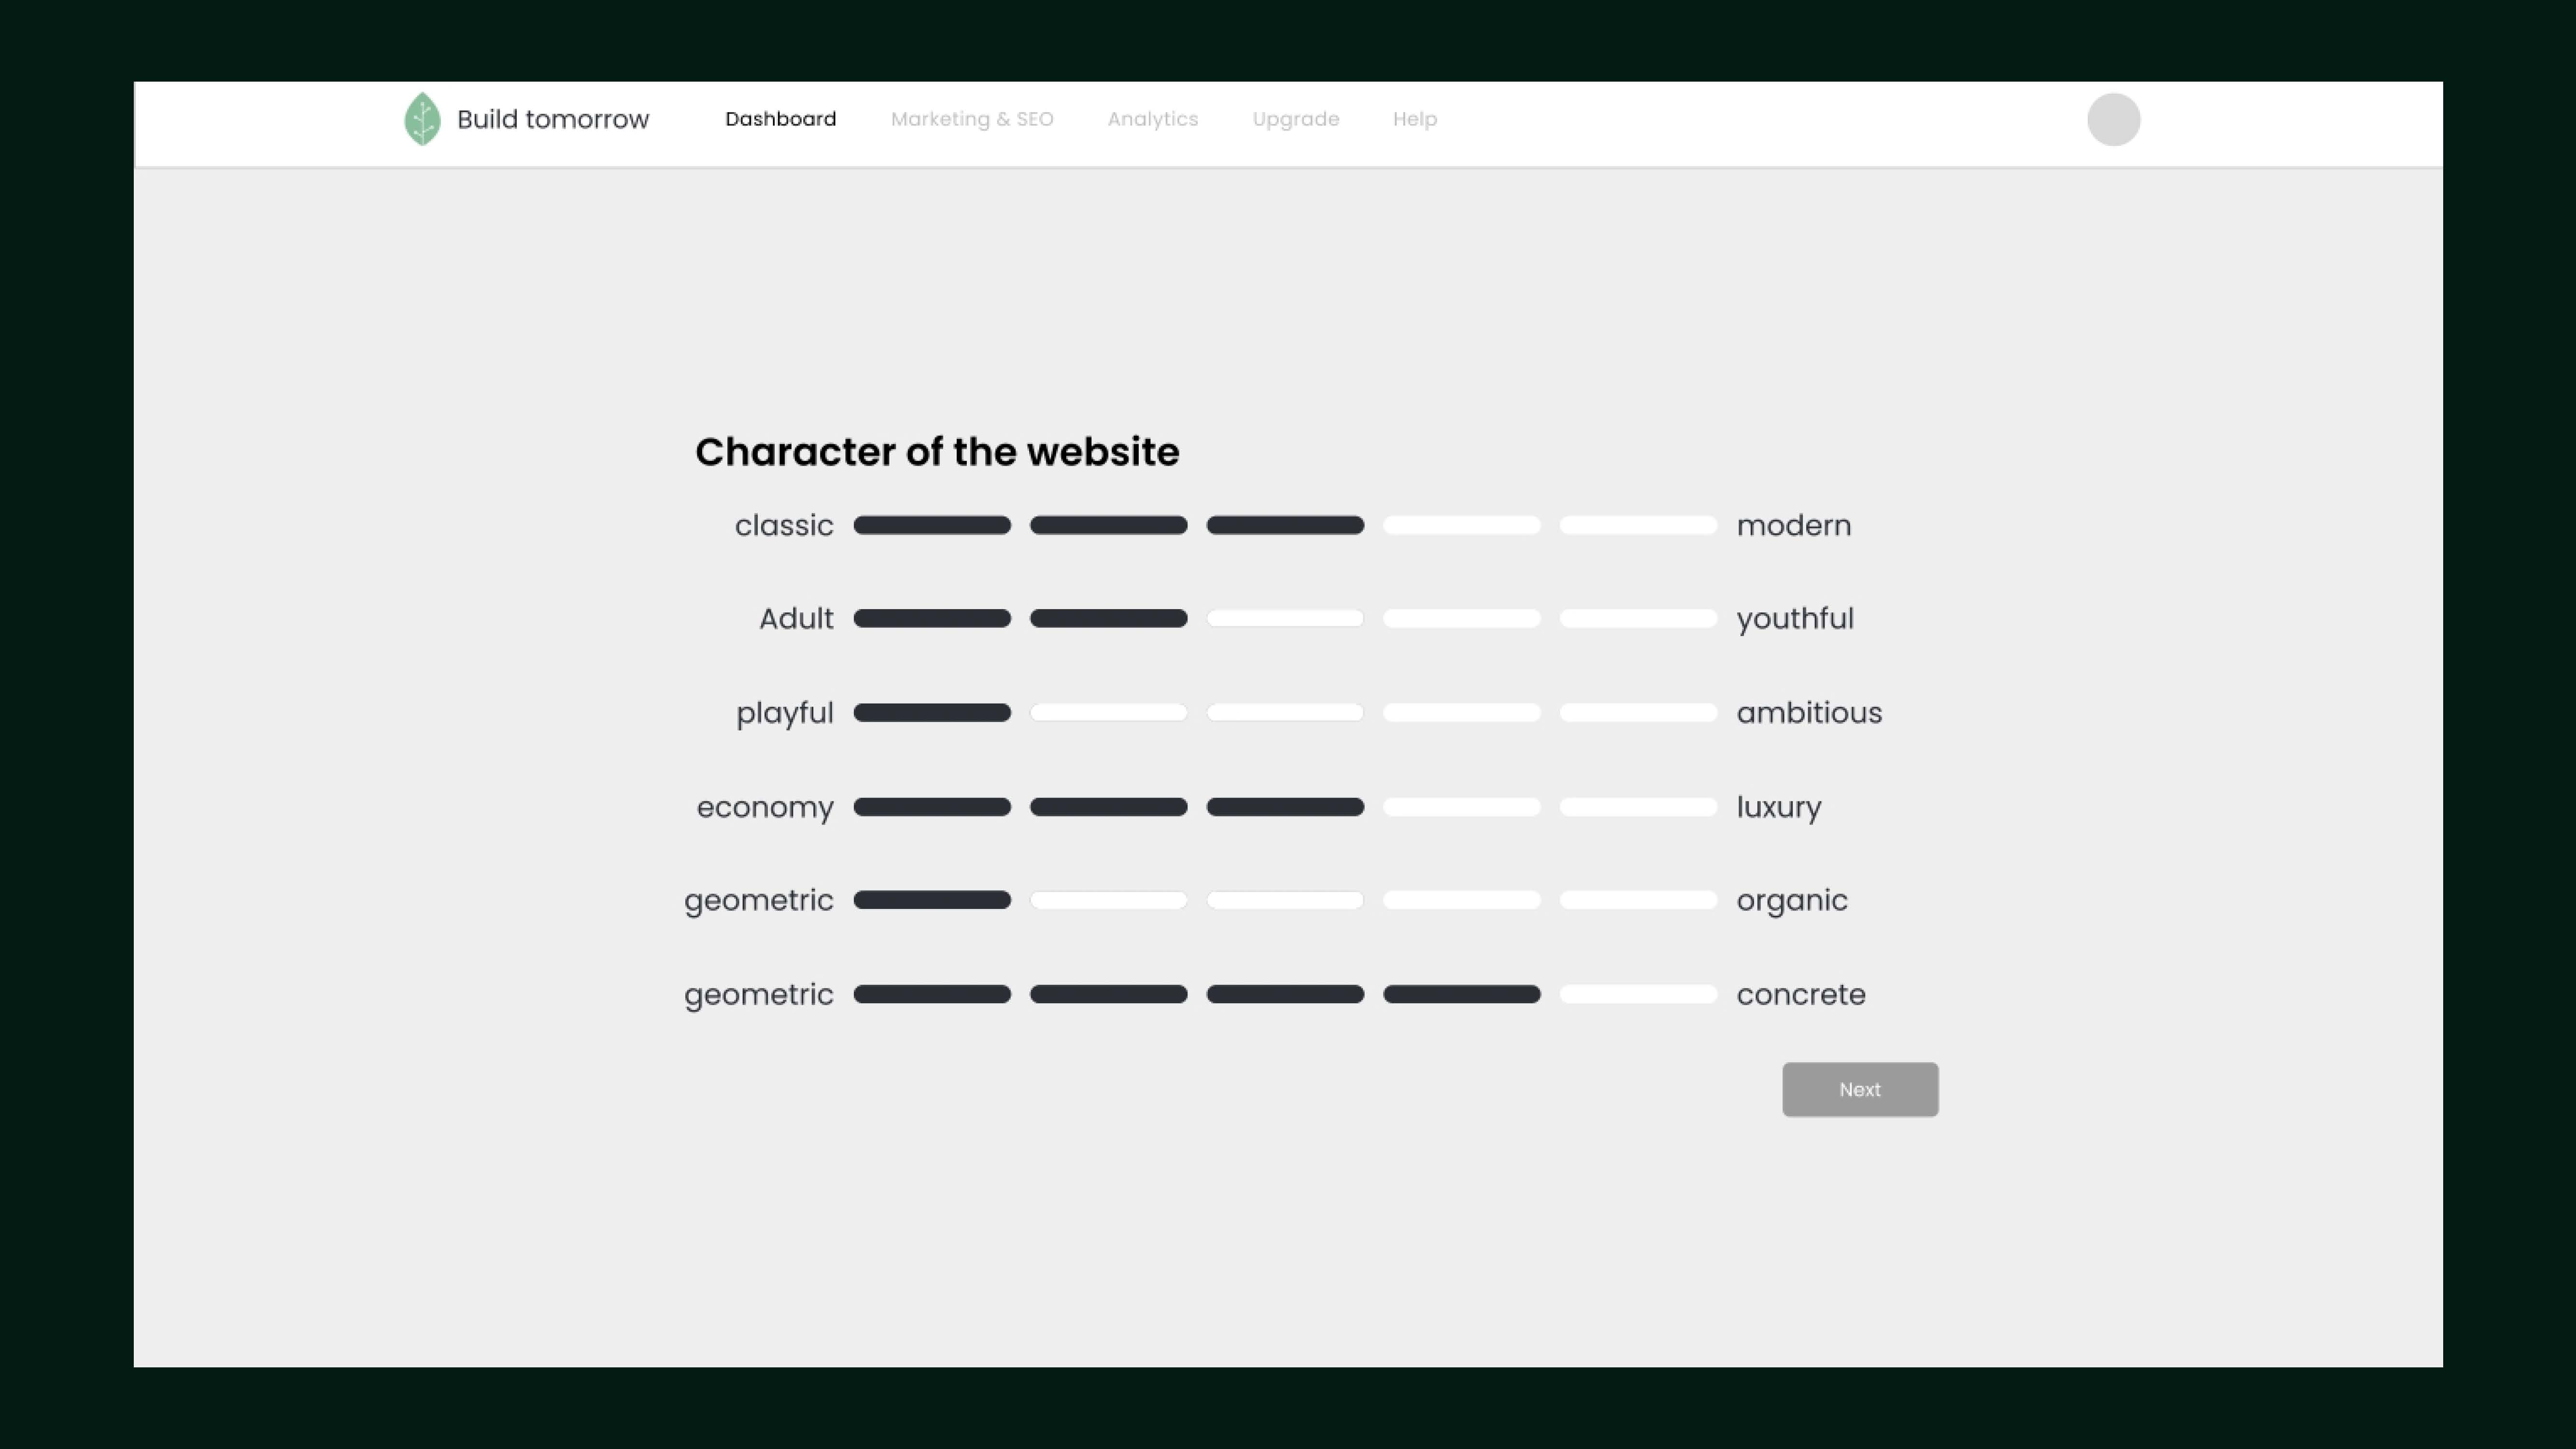 Build tomorrow Dashboard Marketing & SEO Analytics Upgrade Help
Character of the website
classic modern
Adult youthful
playful ambitious
economy luxury
geometric organic
geometric concrete
Next